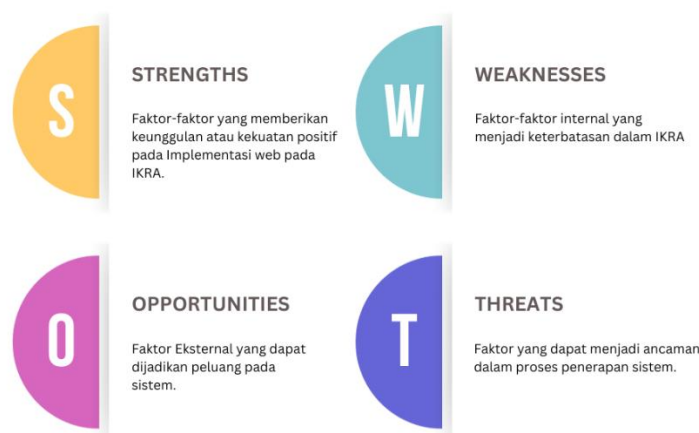 S
STRENGTHS
Faktor-faktor yang memberikan
keunggulan atau kekuatan positif
pada Implementasi web pada
IKRA.
W
WEAKNESSES
Faktor-faktor internal yang
menjadi keterbatasan dalam IKRA
O
OPPORTUNITIES
Faktor Eksternal yang dapat
dijadikan peluang pada
sistem.
T
THREATS
Faktor yang dapat menjadi ancaman
dalam proses penerapan sistem.